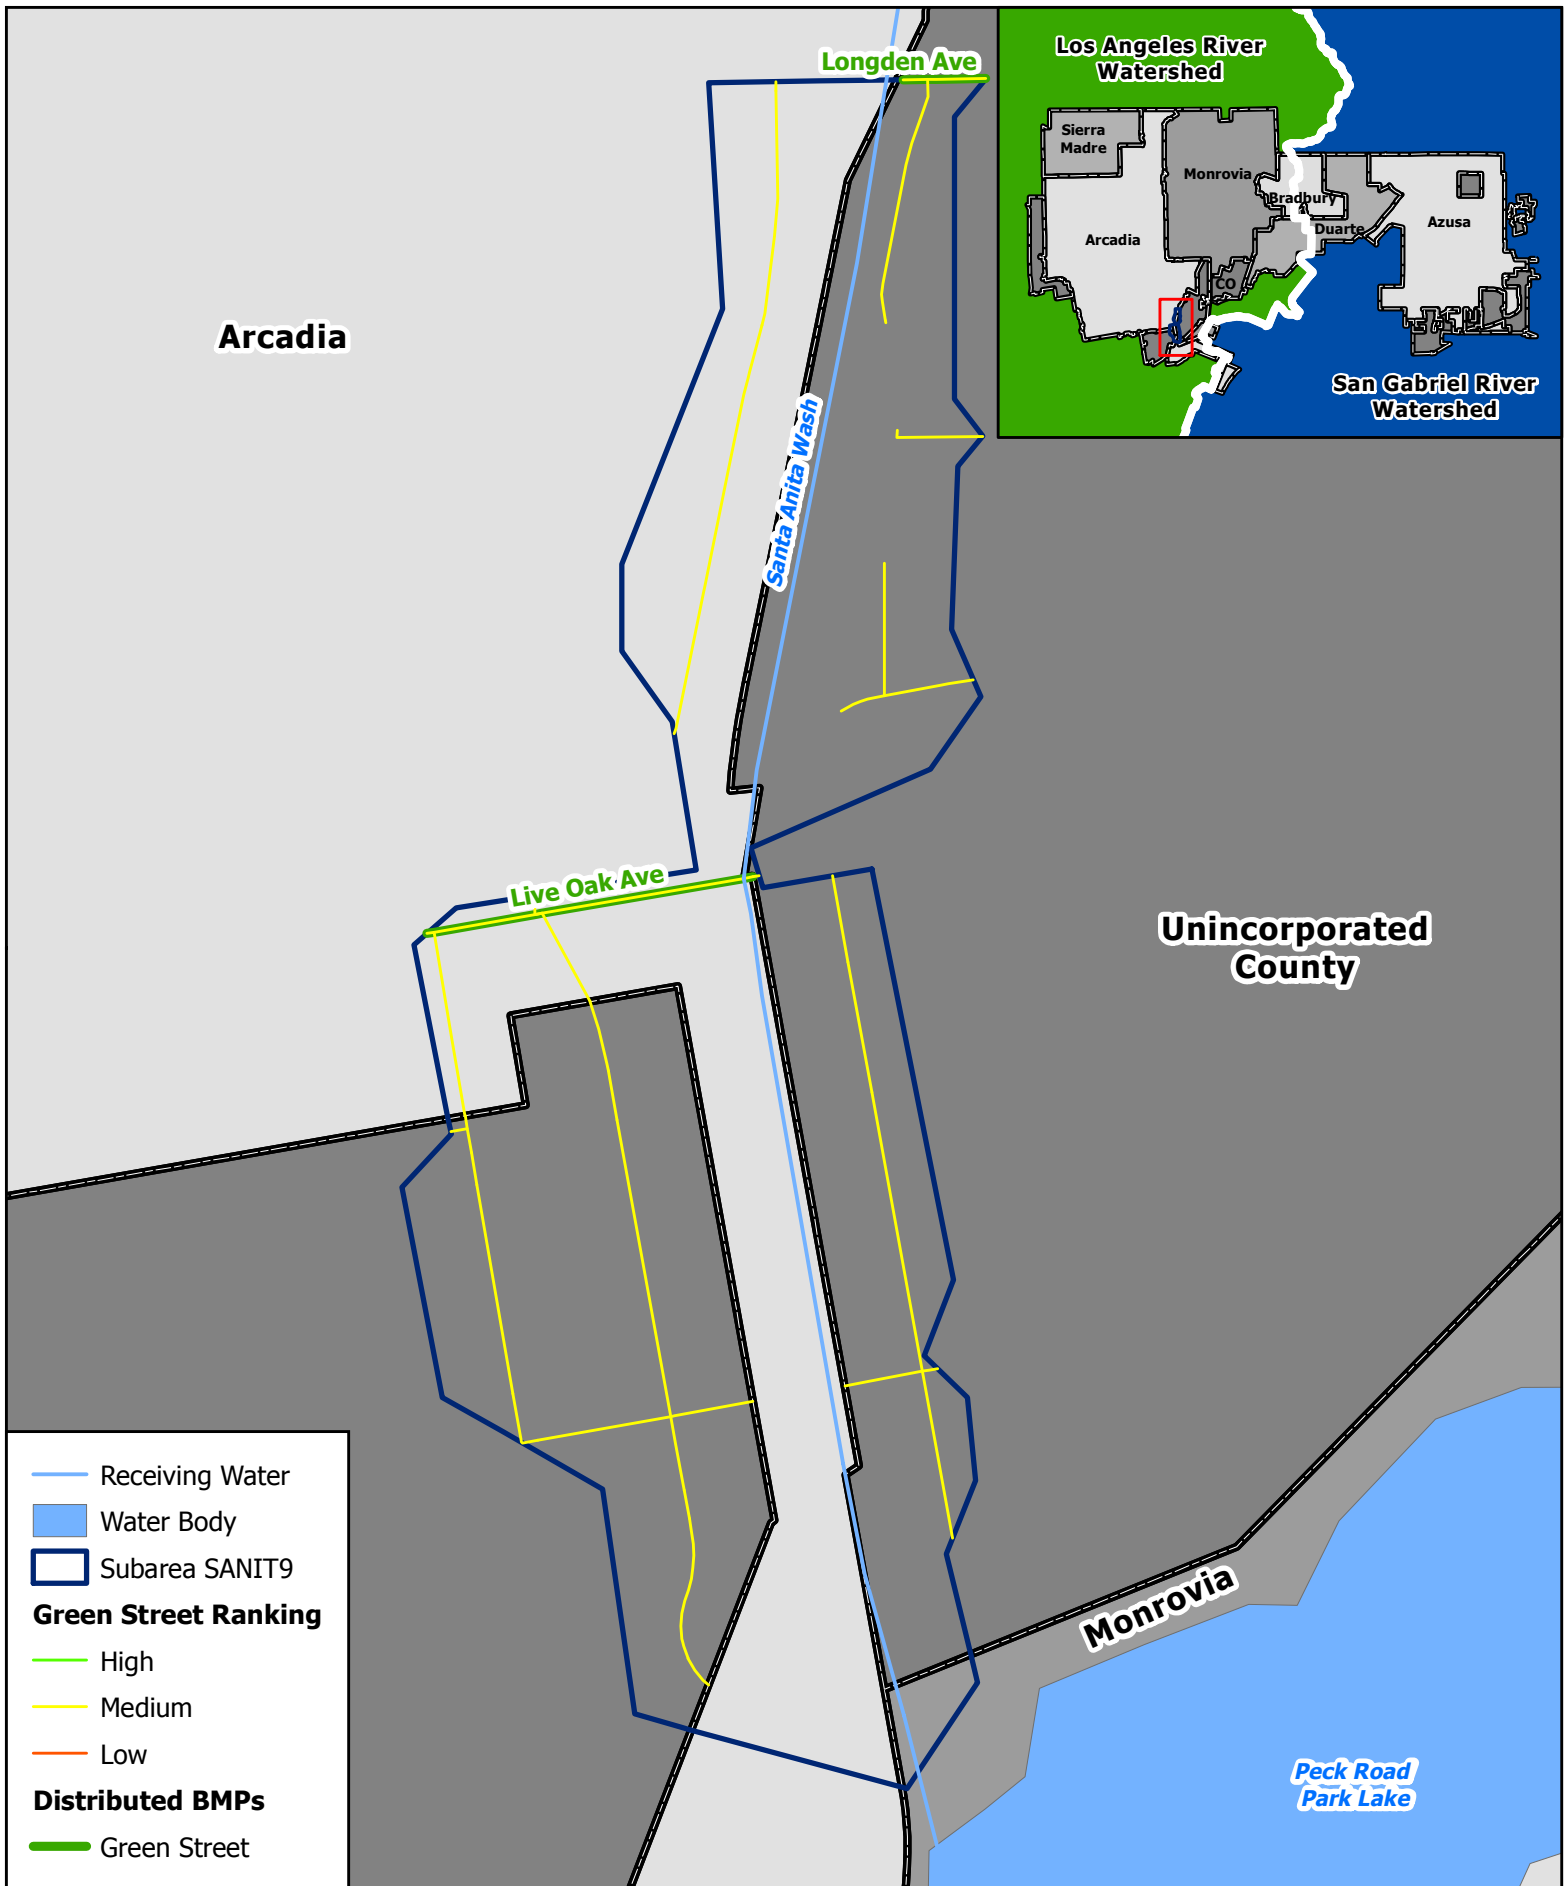 Longden Ave
Los Angeles River
Watershed
Sierra
Madre
Monrovia
Bradbury
Duarte
Azusa
Arcadia
CO
San Gabriel River
Watershed
Arcadia
Santa Anita Wash
Live Oak Ave
Unincorporated
County
Monrovia
Peck Road
Park Lake
Receiving Water
Water Body
Subarea SANIT9
Green Street Ranking
High
Medium
Low
Distributed BMPs
Green Street